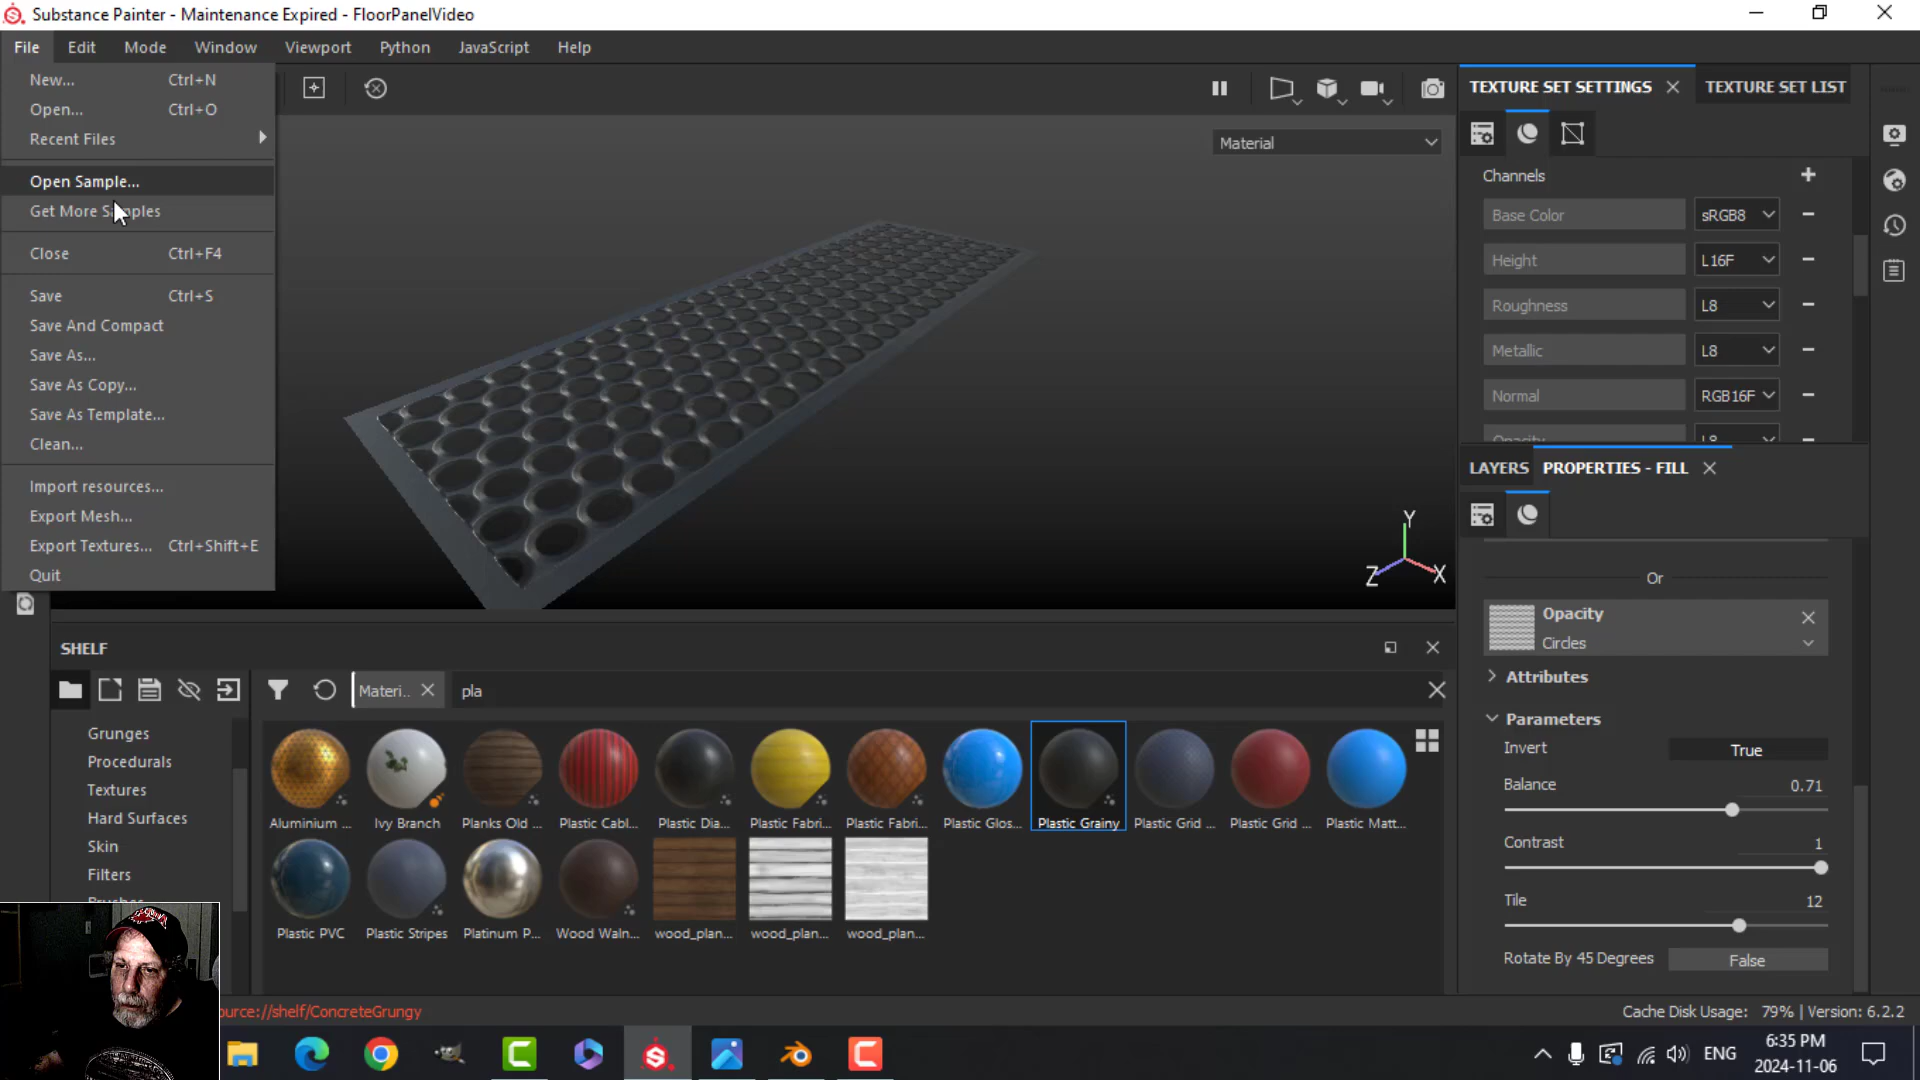 Substance Painter - Maintenance Expired - FloorPanelVideo
File Edit Mode Window Viewport Python JavaScript Help
New... Ctrl+N
Open... Ctrl+O
Recent Files
Open Sample...
Get More Samples
Close Ctrl+F4
Save Ctrl+S
Save And Compact
Save As...
Save As Copy...
Save As Template...
Clean...
Import resources...
Export Mesh...
Export Textures... Ctrl+Shift+E
Quit
Material
Y
Z X
TEXTURE SET SETTINGS TEXTURE SET LIST
Channels
Base Color sRGB8
Height L16F
Roughness L8
Metallic L8
Normal RGB16F
Opacity L8
LAYERS PROPERTIES - FILL
Or
Opacity
Circles
Attributes
Parameters
Invert True
Balance 0.71
Contrast 1
Tile 12
Rotate By 45 Degrees False
SHELF
Materi.. pla
Grunges
Procedurals
Textures
Hard Surfaces
Skin
Filters
Brushes
Aluminium ... Ivy Branch Planks Old ... Plastic Cabl... Plastic Dia... Plastic Fabri... Plastic Fabri... Plastic Glos... Plastic Grainy Plastic Grid ... Plastic Grid ... Plastic Matt...
Plastic PVC Plastic Stripes Platinum P... Wood Waln... wood_plan... wood_plan... wood_plan...
ource://shelf/ConcreteGrungy
Cache Disk Usage: 79% | Version: 6.2.2
ENG
6:35 PM
2024-11-06